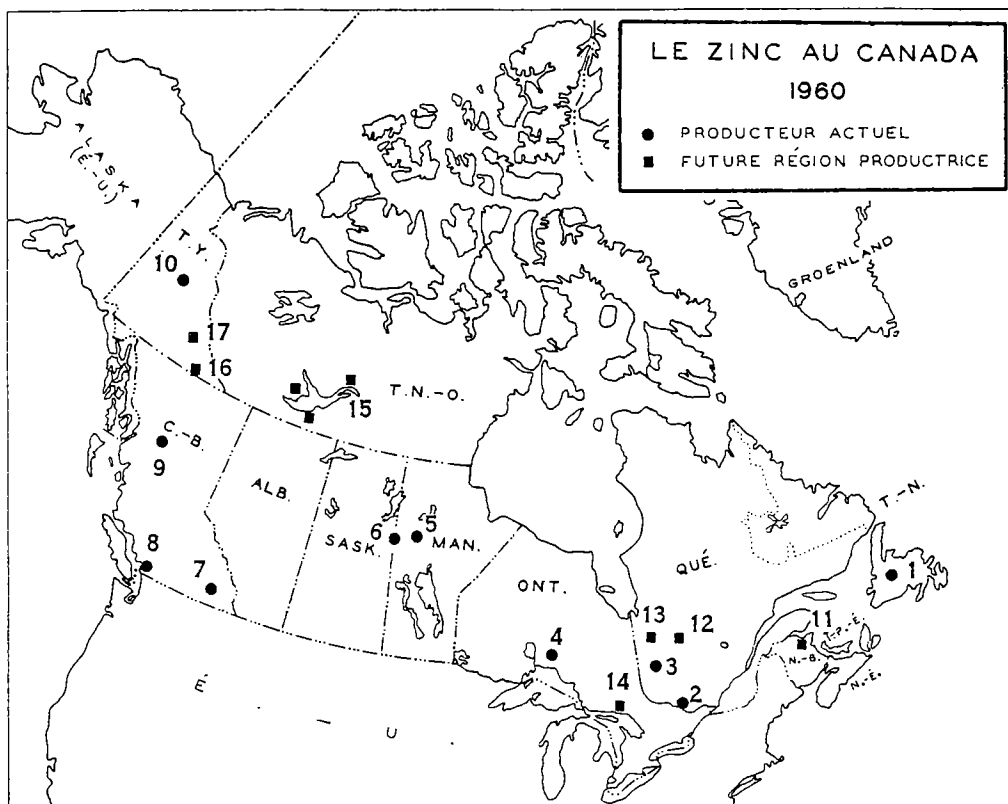 LE ZINC AU CANADA
1960
PRODUCTEUR ACTUEL
FUTURE RÉGION PRODUCTRICE
ALASKA
(É.-U.)
GROENLAND
T.Y.
10
17
16
15
T.N.-O.
C.-B.
9
ALB.
T.-N.
5
6
SASK.
MAN.
8
7
QUÉ.
1
ONT.
13
12
11
Î.-P.-É.
4
3
N.-B.
N.-É.
14
2
É.-U.